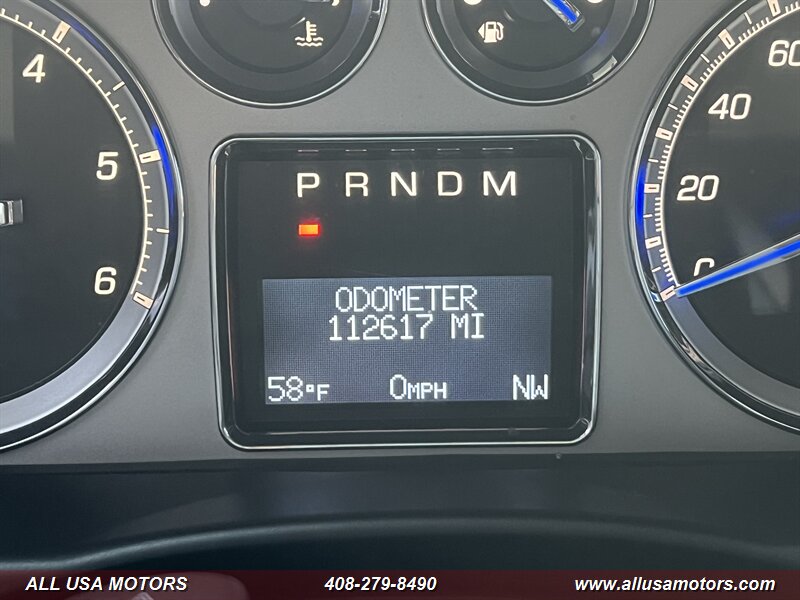 4
5
6
60
40
20
0
P R N D M
ODOMETER
112617 MI
58°F 0MPH NW
ALL USA MOTORS 408-279-8490 www.allusamotors.com